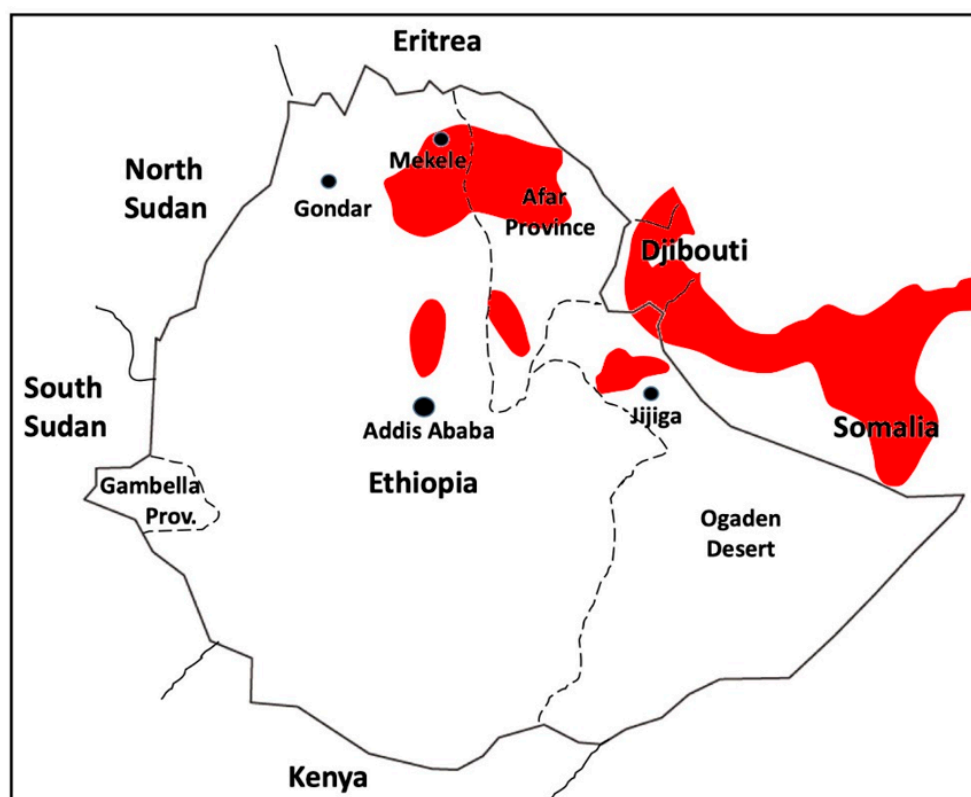 Eritrea
North
Sudan
Mekele
Gondar
Afar
Province
Djibouti
South
Sudan
Addis Ababa
Jijiga
Somalia
Gambella
Prov.
Ethiopia
Ogaden
Desert
Kenya